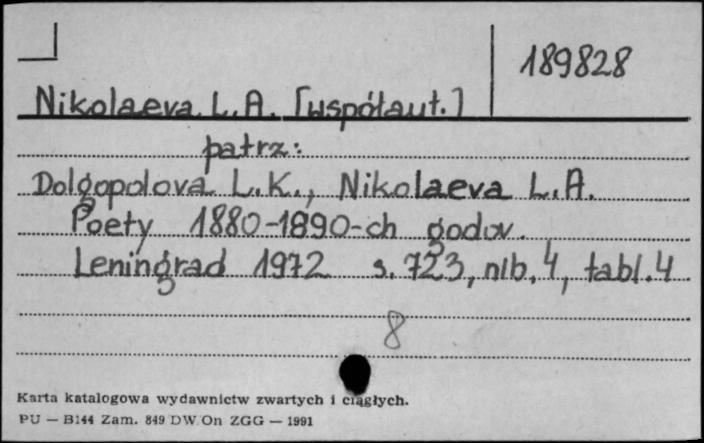 189828
Nikolaeva L.A. [współaut.]
patrz:
Dolgopolova L.K., Nikolaeva L.A.
Poety 1880-1890-ch godov.
Leningrad 1972 s. 723, nlb. 4, tabl. 4
8
Karta katalogowa wydawnictw zwartych i ciągłych.
PU — B144 Zam. 849 DW/On ZGG — 1991